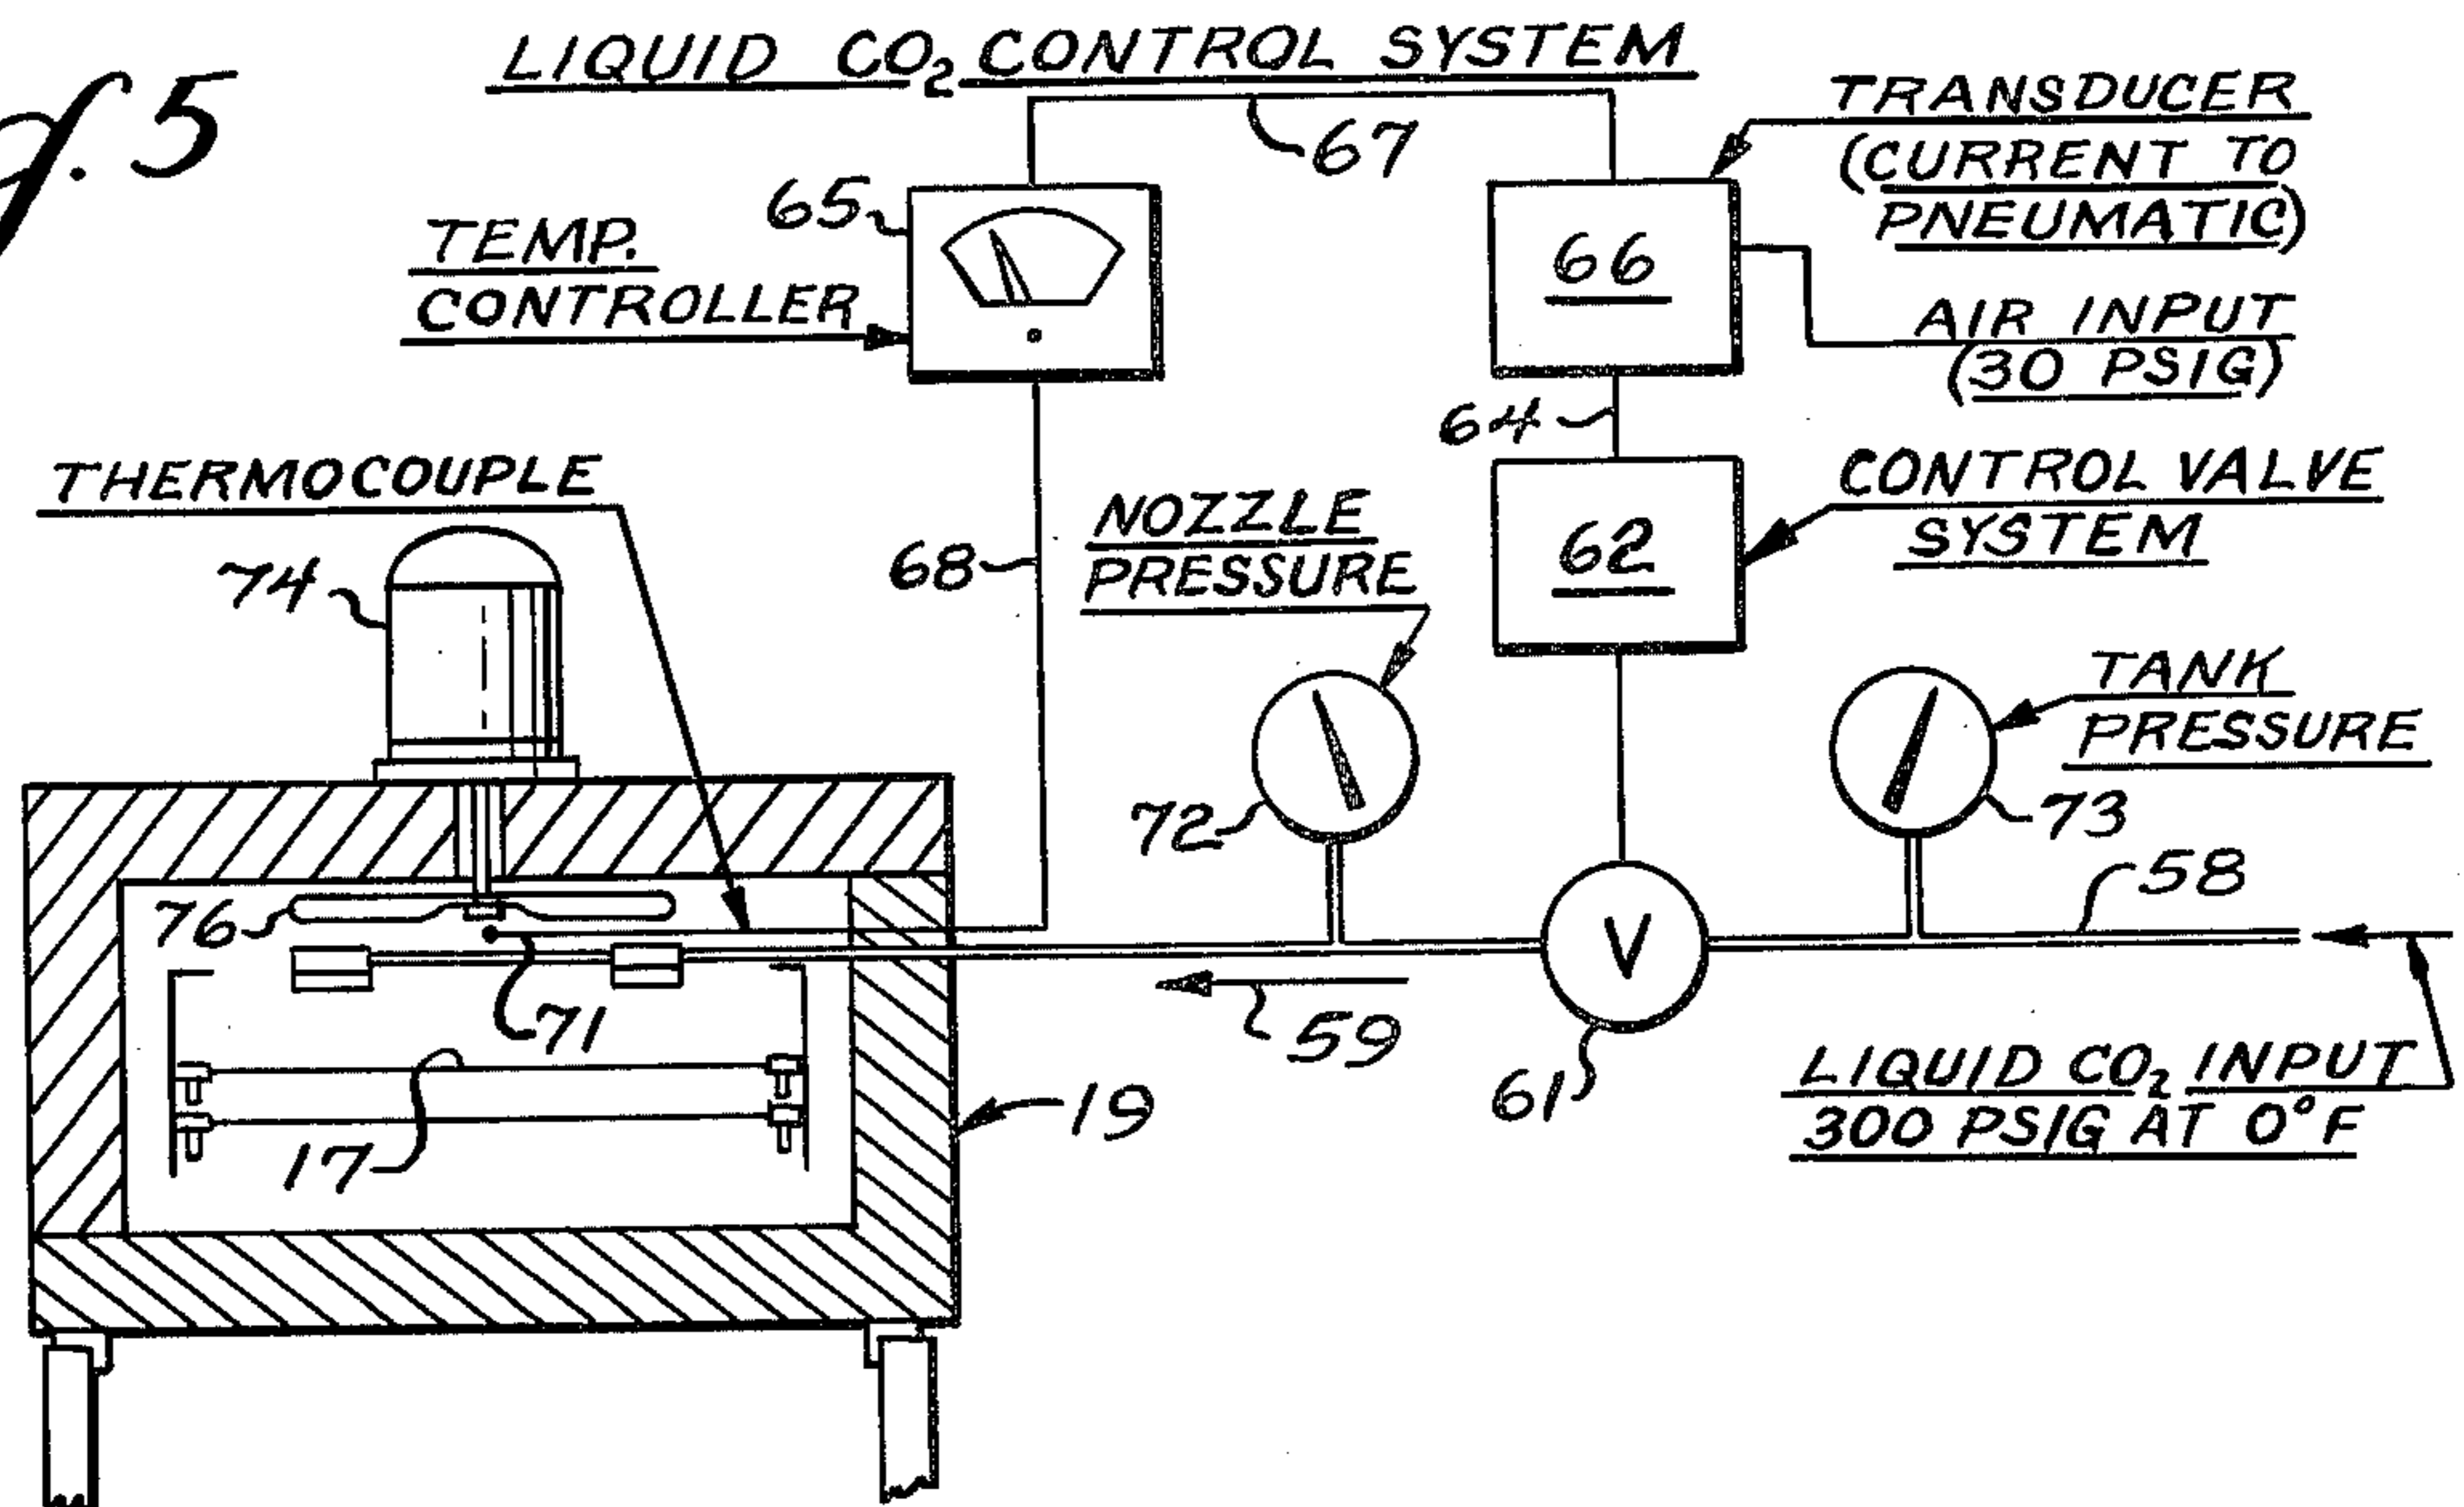 f. 5
LIQUID CO₂ CONTROL SYSTEM
67
TRANSDUCER
(CURRENT TO
PNEUMATIC)
65
TEMP.
CONTROLLER
66
AIR INPUT
(30 PSIG)
64
THERMOCOUPLE
CONTROL VALVE
SYSTEM
NOZZLE
PRESSURE
62
68
74
TANK
PRESSURE
72
73
58
76
V
71
59
61
LIQUID CO₂ INPUT
300 PSIG AT 0°F
19
17